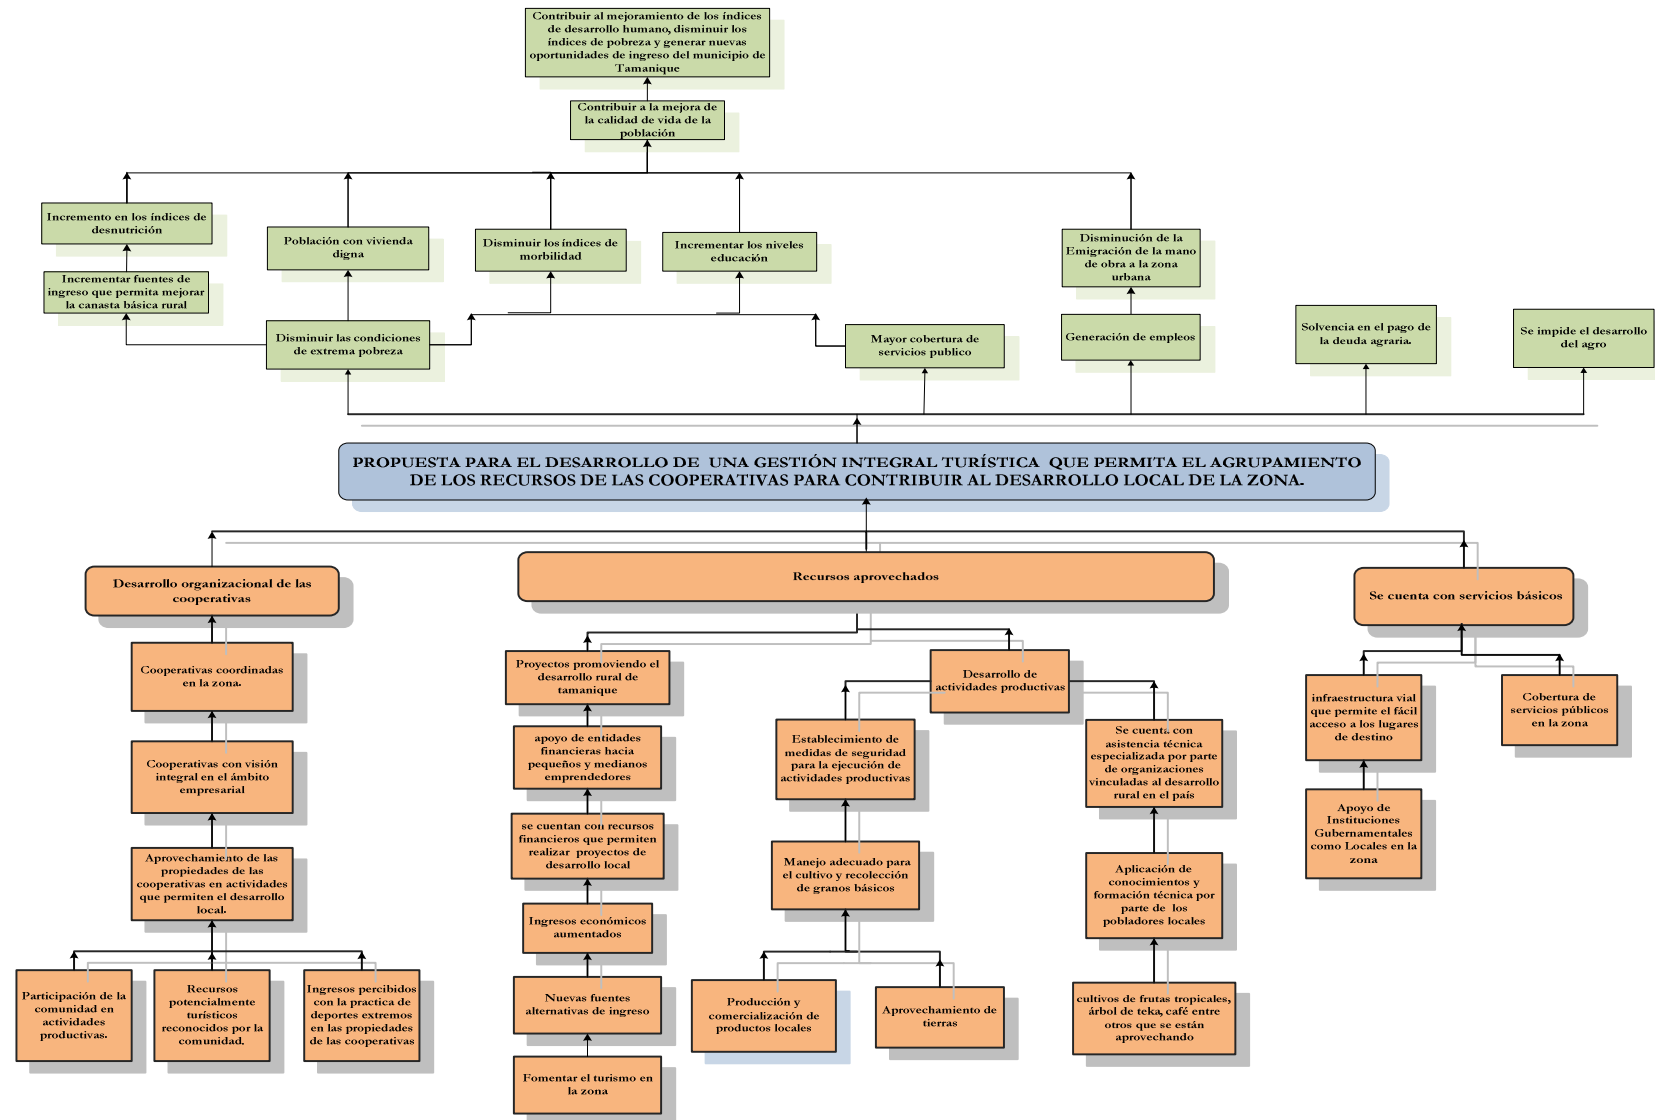 Contribuir al mejoramiento de los índices
de desarrollo humano, disminuir los
índices de pobreza y generar nuevas
oportunidades de ingreso del municipio de
Tamanique
Contribuir a la mejora de
la calidad de vida de la
población
Incremento en los índices de
desnutrición
Población con vivienda
digna
Disminuir los índices de
morbilidad
Incrementar los niveles
educación
Disminución de la
Emigración de la mano
de obra a la zona
urbana
Incrementar fuentes de
ingreso que permita mejorar
la canasta básica rural
Disminuir las condiciones
de extrema pobreza
Mayor cobertura de
servicios publico
Generación de empleos
Solvencia en el pago de
la deuda agraria.
Se impide el desarrollo
del agro
PROPUESTA PARA EL DESARROLLO DE UNA GESTIÓN INTEGRAL TURÍSTICA QUE PERMITA EL AGRUPAMIENTO
DE LOS RECURSOS DE LAS COOPERATIVAS PARA CONTRIBUIR AL DESARROLLO LOCAL DE LA ZONA.
Desarrollo organizacional de las
cooperativas
Recursos aprovechados
Se cuenta con servicios básicos
Cooperativas coordinadas
en la zona.
Cooperativas con visión
integral en el ámbito
empresarial
Aprovechamiento de las
propiedades de las
cooperativas en actividades
que permiten el desarrollo
local.
Participación de la
comunidad en
actividades
productivas.
Recursos
potencialmente
turísticos
reconocidos por la
comunidad.
Ingresos percibidos
con la practica de
deportes extremos
en las propiedades
de las cooperativas
Proyectos promoviendo el
desarrollo rural de
tamanique
apoyo de entidades
financieras hacia
pequeños y medianos
emprendedores
se cuentan con recursos
financieros que permiten
realizar proyectos de
desarrollo local
Ingresos económicos
aumentados
Nuevas fuentes
alternativas de ingreso
Fomentar el turismo en
la zona
Desarrollo de
actividades productivas
Establecimiento de
medidas de seguridad
para la ejecución de
actividades productivas
Manejo adecuado para
el cultivo y recolección
de granos básicos
Producción y
comercialización de
productos locales
Aprovechamiento de
tierras
Se cuenta con
asistencia técnica
especializada por parte
de organizaciones
vinculadas al desarrollo
rural en el país
Aplicación de
conocimientos y
formación técnica por
parte de los
pobladores locales
cultivos de frutas tropicales,
árbol de teka, café entre
otros que se están
aprovechando
infraestructura vial
que permite el fácil
acceso a los lugares
de destino
Apoyo de
Instituciones
Gubernamentales
como Locales en la
zona
Cobertura de
servicios públicos
en la zona